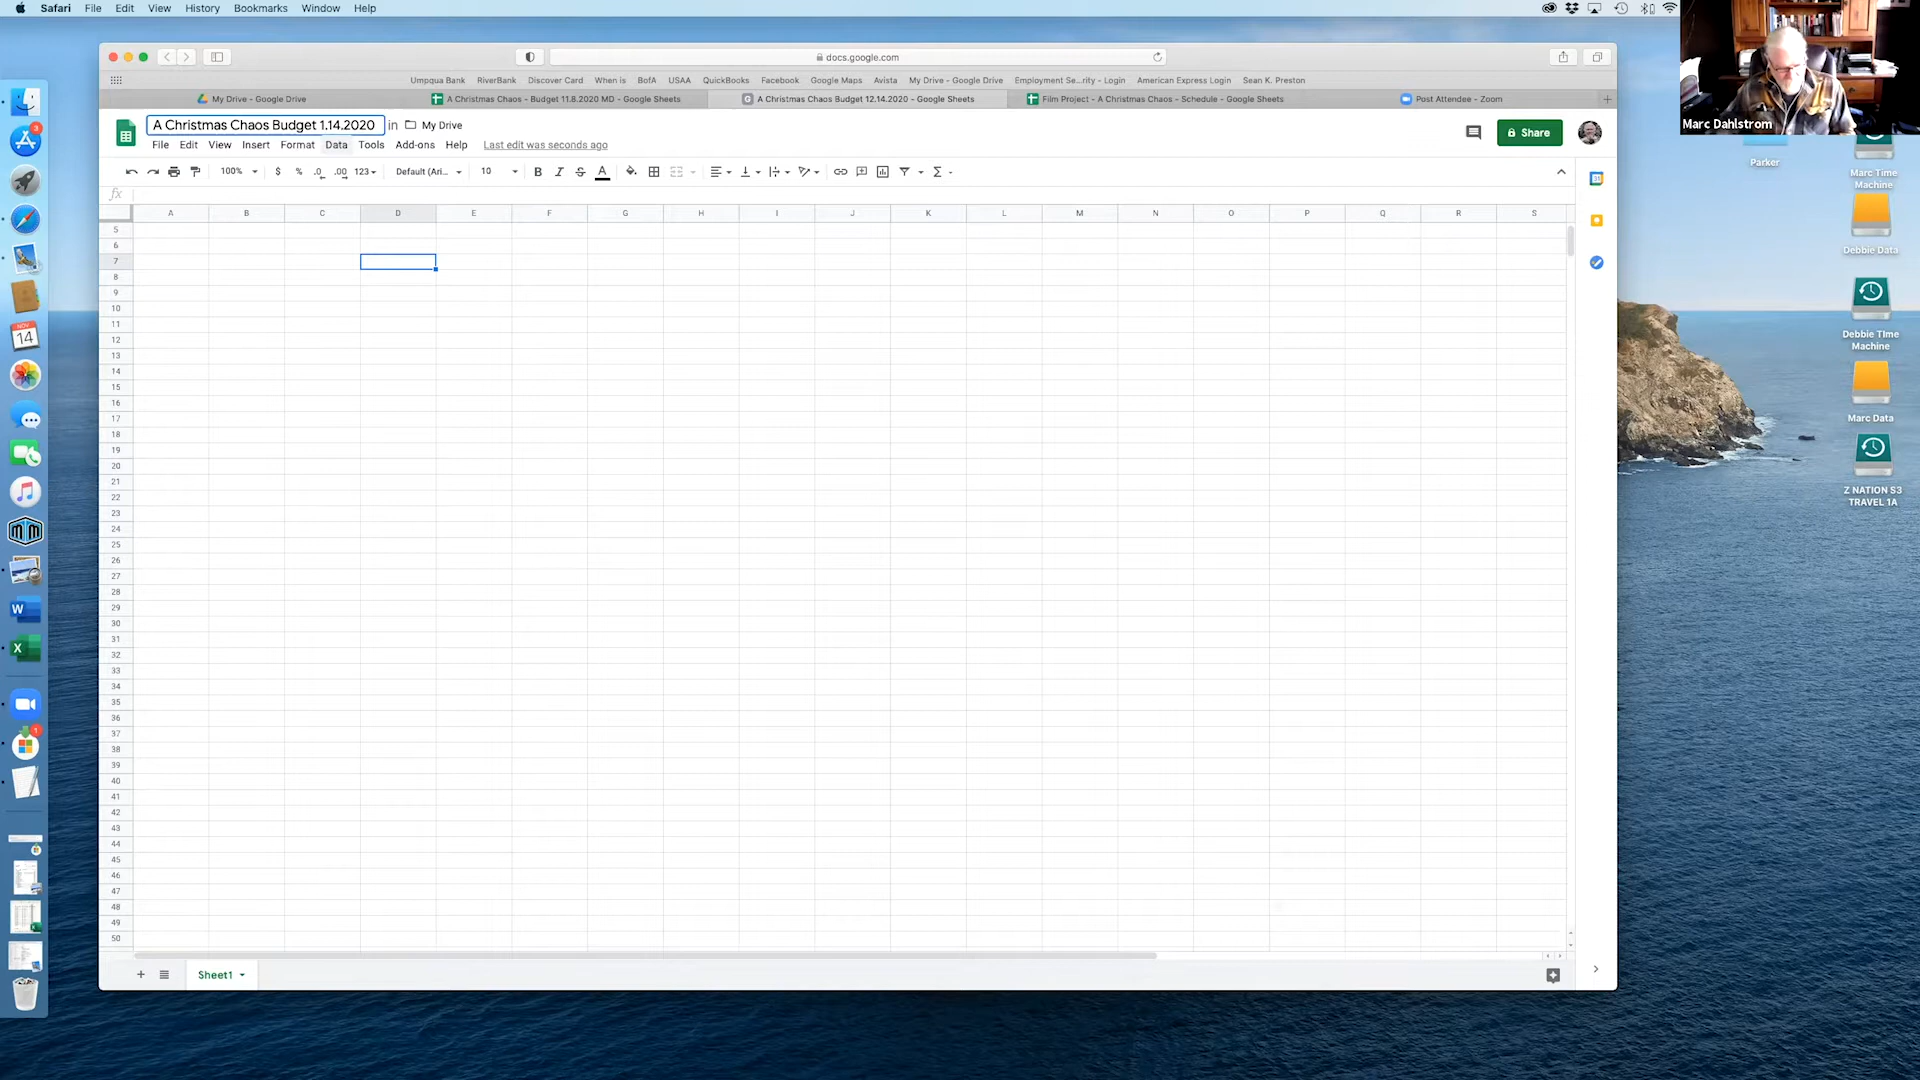 Safari File Edit View History Bookmarks Window Help
docs.google.com
Umpqua Bank RiverBank Discover Card When is BofA USAA QuickBooks Facebook Google Maps Avista My Drive - Google Drive Employment Se...rity - Login American Express Login Sean K. Preston
My Drive - Google Drive A Christmas Chaos - Budget 11.8.2020 MD - Google Sheets A Christmas Chaos Budget 12.14.2020 - Google Sheets Film Project - A Christmas Chaos - Schedule - Google Sheets Post Attendee - Zoom
A Christmas Chaos Budget 1.14.2020 in My Drive
File Edit View Insert Format Data Tools Add-ons Help Last edit was seconds ago
Share
100% $ % .0 .00 123 Default (Ari... 10 B I S A Σ
fx
A B C D E F G H I J K L M N O P Q R S
5
6
7
8
9
10
11
12
13
14
15
16
17
18
19
20
21
22
23
24
25
26
27
28
29
30
31
32
33
34
35
36
37
38
39
40
41
42
43
44
45
46
47
48
49
50
Sheet1
Marc Dahlstrom
Parker
Marc Time
Machine
Debbie Data
Debbie TIme
Machine
Marc Data
Z NATION S3
TRAVEL 1A
3
NOV
14
W
X
1